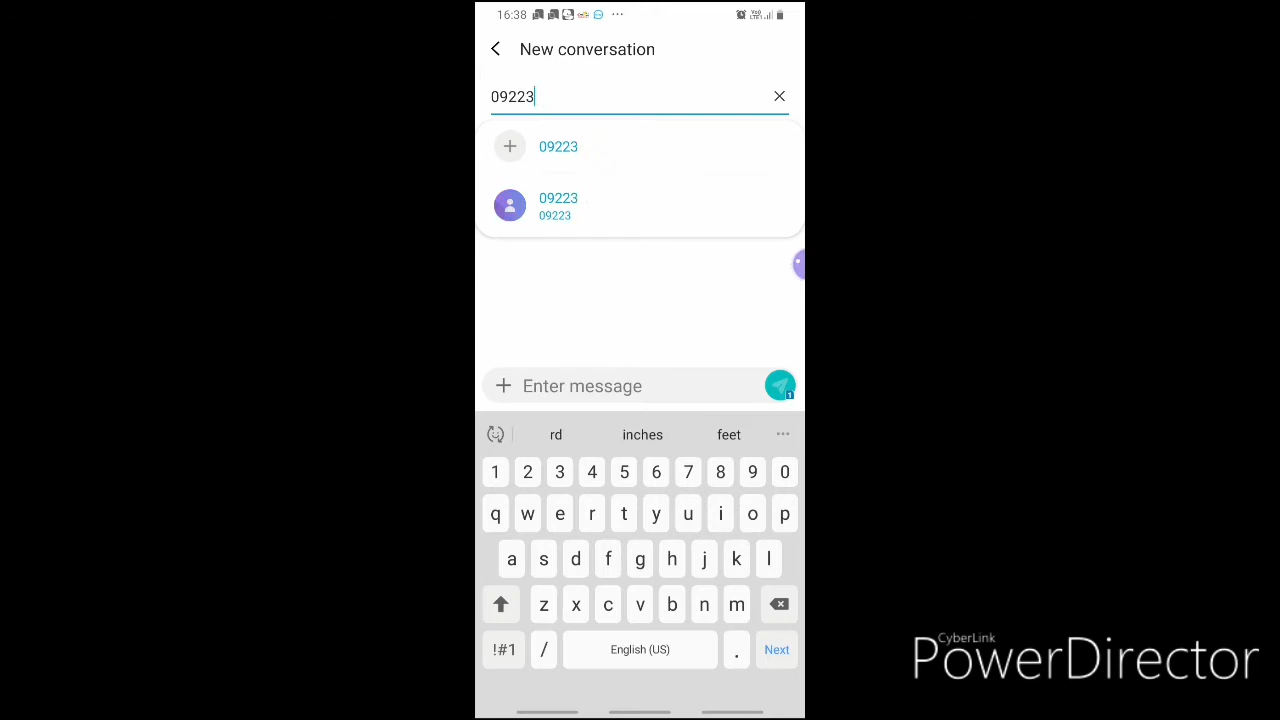 16:38
New conversation
09223
09223
09223
09223
Enter message
1
rd inches feet
1 2 3 4 5 6 7 8 9 0
q w e r t y u i o p
a s d f g h j k l
z x c v b n m
!#1 / English (US) . Next
CyberLink
PowerDirector